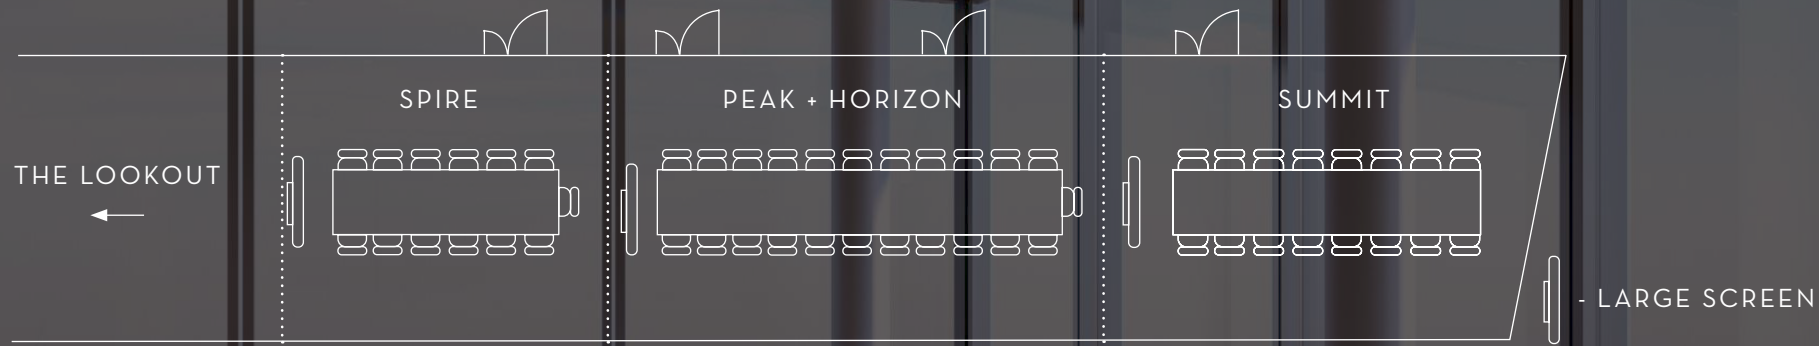 SPIRE
PEAK + HORIZON
SUMMIT
THE LOOKOUT
- LARGE SCREEN